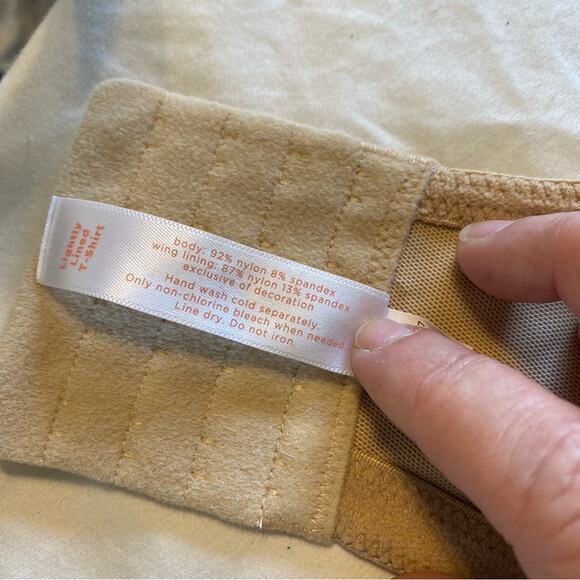 Lightly
Lined
T-Shirt
body: 92% nylon 8% spandex
wing lining: 87% nylon 13% spandex
exclusive of decoration
Hand wash cold separately.
Only non-chlorine bleach when needed
Line dry. Do not iron.